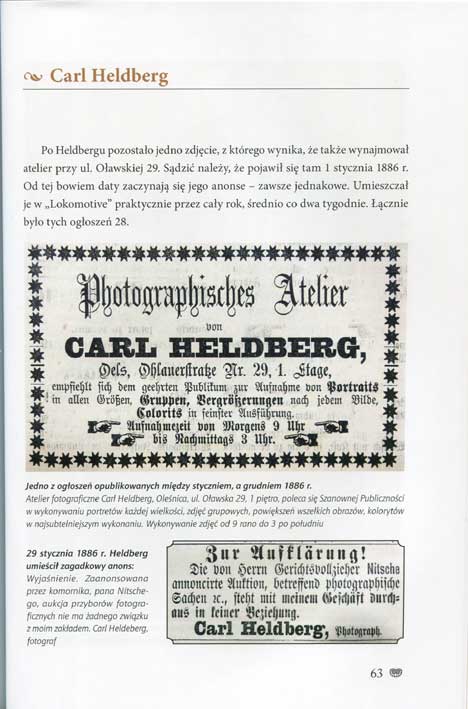 Carl Heldberg
Po Heldbergu pozostało jedno zdjęcie, z którego wynika, że także wynajmował
atelier przy ul. Oławskiej 29. Sądzić należy, że pojawił się tam 1 stycznia 1886 r.
Od tej bowiem daty zaczynają się jego anonse – zawsze jednakowe. Umieszczał
je w „Lokomotive” praktycznie przez cały rok, średnio co dwa tygodnie. Łącznie
było tych ogłoszeń 28.
Photographisches Atelier
von
CARL HELDBERG,
Oels, Ohlauerstraße Nr. 29, 1. Etage,
empfiehlt sich dem geehrten Publikum zur Aufnahme von Portraits
in allen Größen, Gruppen, Vergrößerungen nach jedem Bilde,
Colorits in feinster Ausführung.
Aufnahmezeit von Morgens 9 Uhr
bis Nachmittags 3 Uhr.
Jedno z ogłoszeń opublikowanych między styczniem, a grudniem 1886 r.
Atelier fotograficzne Carl Heldberg, Oleśnica, ul. Oławska 29, 1 piętro, poleca się Szanownej Publiczności
w wykonywaniu portretów każdej wielkości, zdjęć grupowych, powiększeń wszelkich obrazów, kolorytów
w najsubtelniejszym wykonaniu. Wykonywanie zdjęć od 9 rano do 3 po południu
29 stycznia 1886 r. Heldberg
umieścił zagadkowy anons:
Wyjaśnienie. Zaanonsowana
przez komornika, pana Nitsche-
go, aukcja przyborów fotogra-
ficznych nie ma żadnego związku
z moim zakładem. Carl Heldeberg,
fotograf
Zur Aufklärung!
Die von Herrn Gerichtsvollzieher Nitsche
annoncirte Auktion, betreffend photographische
Sachen ꝛc., steht mit meinem Geschäft durch-
aus in keiner Beziehung.
Carl Heldberg, Photograph.
63